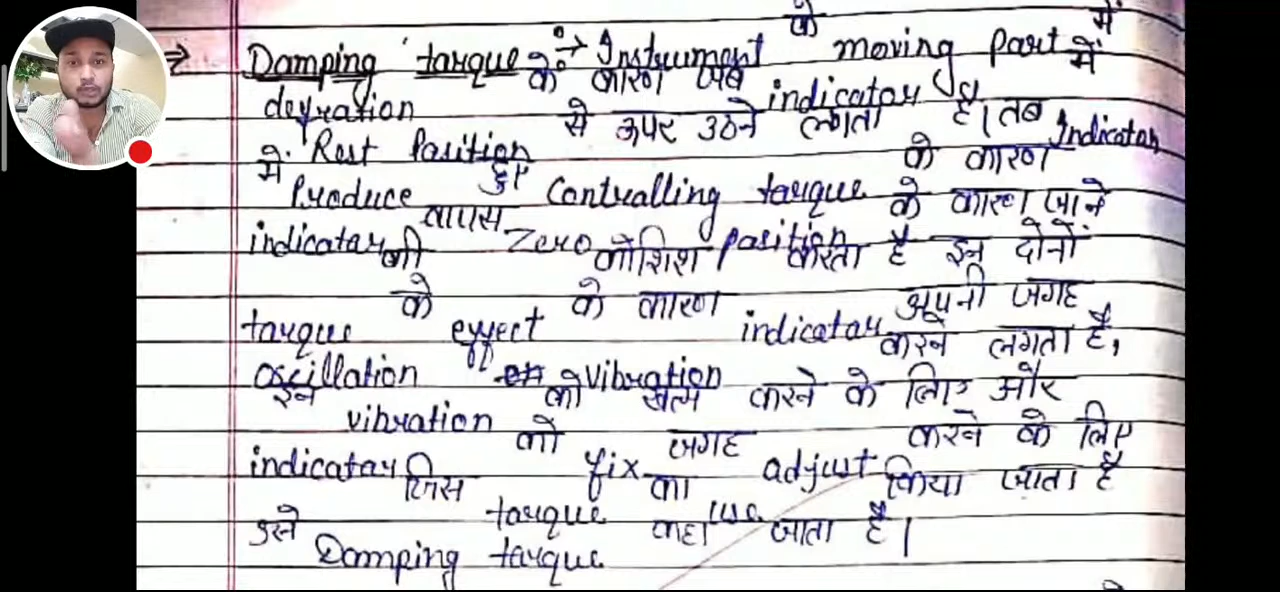 → Damping torque :→ Instrument के moving part में
के कारण जब indicator में
Rest Position से ऊपर उठने लगता है। तब Indicator
में Produce हुए Controlling torque के कारण
indicator वापस Zero position के कारण जाने
की कोशिश करता है इन दोनों
torque के effect के कारण indicator अपनी जगह
oscillation vibration करने लगता है,
इन vibration को खत्म करने के लिए और
indicator को fix जगह adjust करने के लिए
जिस torque का use किया जाता है
उसे Damping torque कहा जाता है।